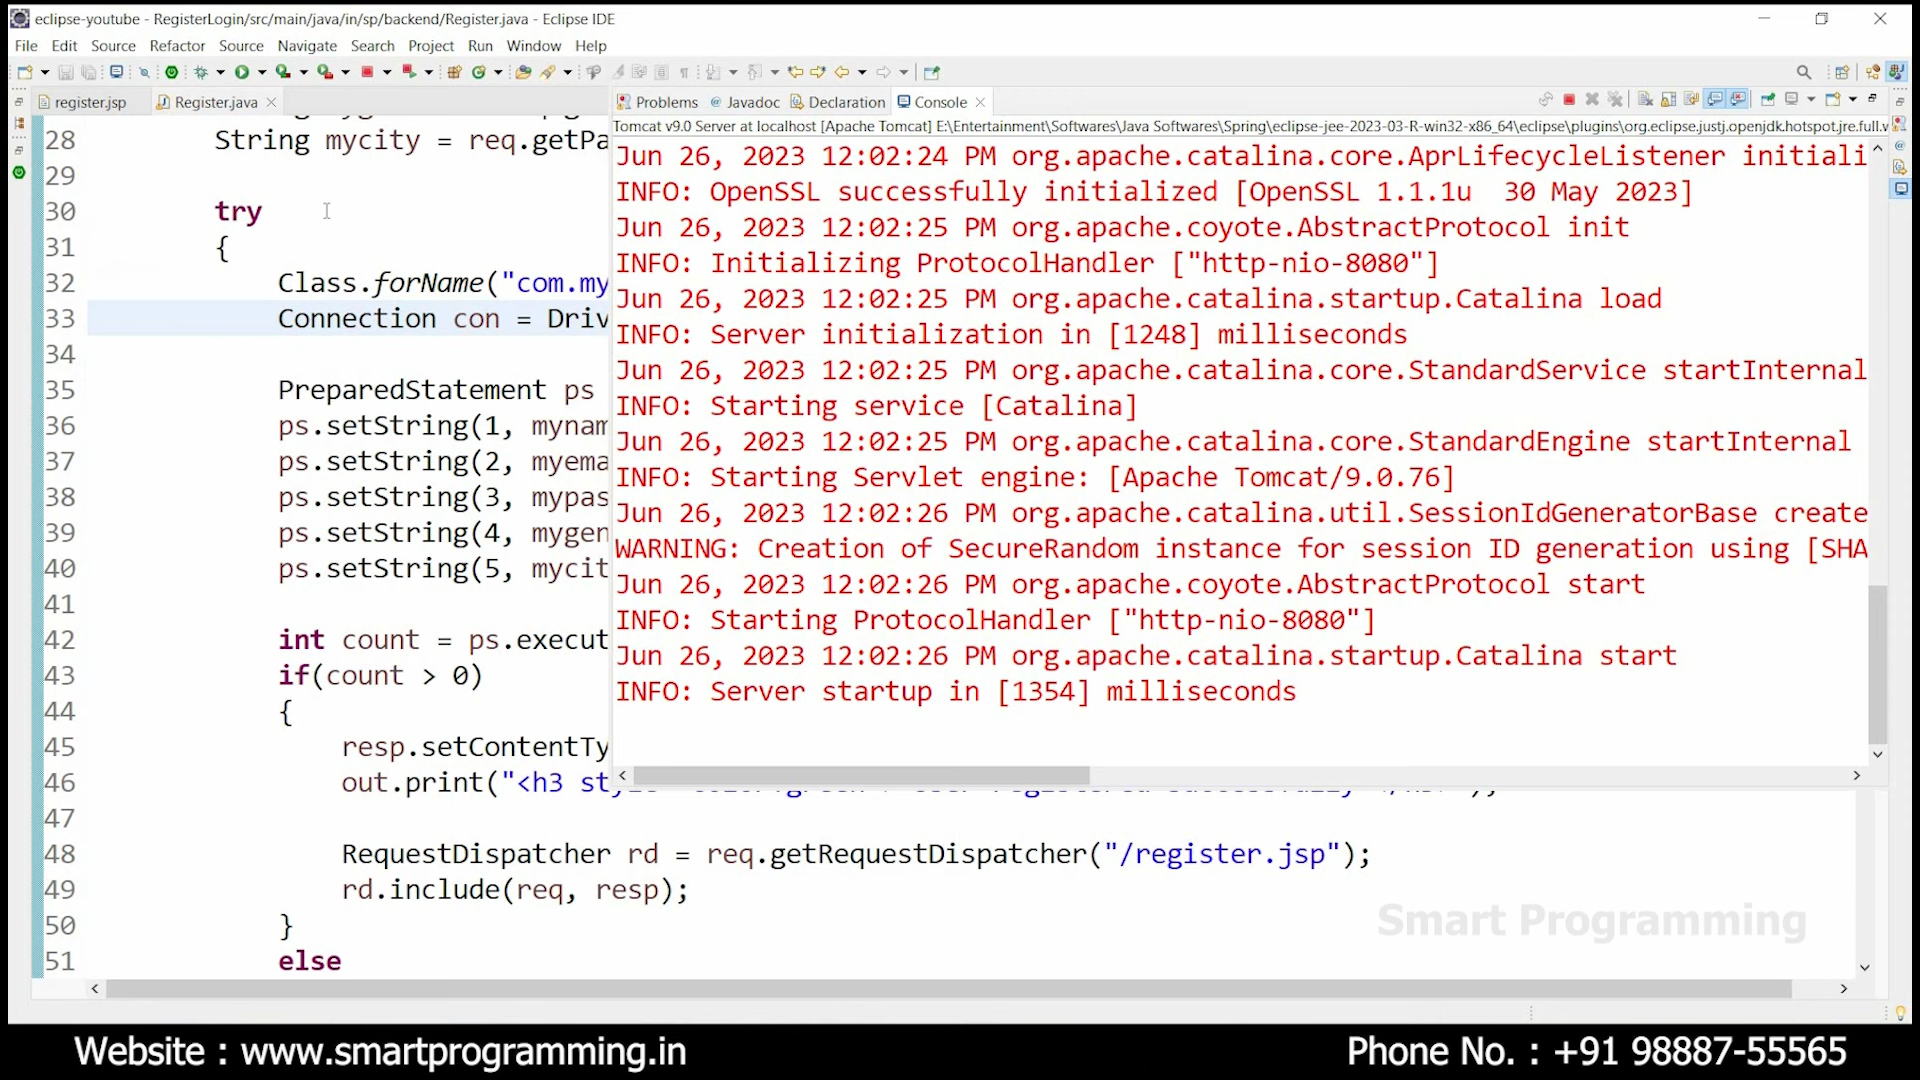 eclipse-youtube - RegisterLogin/src/main/java/in/sp/backend/Register.java - Eclipse IDE
File Edit Source Refactor Source Navigate Search Project Run Window Help
register.jsp Register.java
Problems Javadoc Declaration Console
Tomcat v9.0 Server at localhost [Apache Tomcat] E:\Entertainment\Softwares\Java Softwares\Spring\eclipse-jee-2023-03-R-win32-x86_64\eclipse\plugins\org.eclipse.justj.openjdk.hotspot.jre.full.v
28 String mycity = req.getPa
29
30 try
31 {
32 Class.forName("com.my
33 Connection con = Driv
34
35 PreparedStatement ps
36 ps.setString(1, mynam
37 ps.setString(2, myema
38 ps.setString(3, mypas
39 ps.setString(4, mygen
40 ps.setString(5, mycit
41
42 int count = ps.execut
43 if(count > 0)
44 {
45 resp.setContentTy
46 out.print("<h3 st
47
48 RequestDispatcher rd = req.getRequestDispatcher("/register.jsp");
49 rd.include(req, resp);
50 }
51 else
Jun 26, 2023 12:02:24 PM org.apache.catalina.core.AprLifecycleListener initiali
INFO: OpenSSL successfully initialized [OpenSSL 1.1.1u  30 May 2023]
Jun 26, 2023 12:02:25 PM org.apache.coyote.AbstractProtocol init
INFO: Initializing ProtocolHandler ["http-nio-8080"]
Jun 26, 2023 12:02:25 PM org.apache.catalina.startup.Catalina load
INFO: Server initialization in [1248] milliseconds
Jun 26, 2023 12:02:25 PM org.apache.catalina.core.StandardService startInternal
INFO: Starting service [Catalina]
Jun 26, 2023 12:02:25 PM org.apache.catalina.core.StandardEngine startInternal
INFO: Starting Servlet engine: [Apache Tomcat/9.0.76]
Jun 26, 2023 12:02:26 PM org.apache.catalina.util.SessionIdGeneratorBase create
WARNING: Creation of SecureRandom instance for session ID generation using [SHA
Jun 26, 2023 12:02:26 PM org.apache.coyote.AbstractProtocol start
INFO: Starting ProtocolHandler ["http-nio-8080"]
Jun 26, 2023 12:02:26 PM org.apache.catalina.startup.Catalina start
INFO: Server startup in [1354] milliseconds
Smart Programming
Website : www.smartprogramming.in
Phone No. : +91 98887-55565